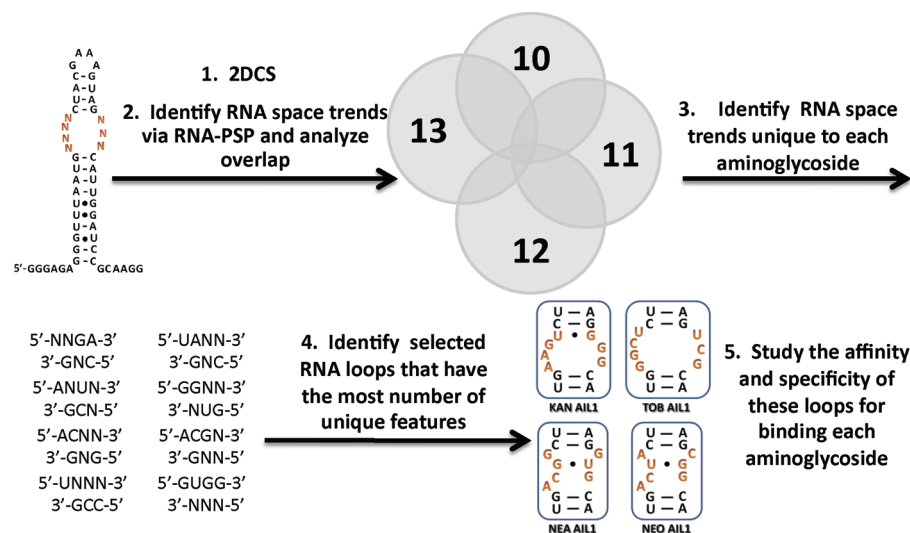 A A
G A
C - G
A - U
U - A
C - G
N N
N N
N N
N
G - C
U - A
A - U
A - U
U • G
U • G
U - A
G • U
G - C
G - C
5'-GGGAGA GCAAGG
1. 2DCS
2. Identify RNA space trends
via RNA-PSP and analyze
overlap
10
13
11
12
3. Identify RNA space
trends unique to each
aminoglycoside
5'-NNGA-3'
3'-GNC-5'
5'-ANUN-3'
3'-GCN-5'
5'-ACNN-3'
3'-GNG-5'
5'-UNNN-3'
3'-GCC-5'
5'-UANN-3'
3'-GNC-5'
5'-GGNN-3'
3'-NUG-5'
5'-ACGN-3'
3'-GNN-5'
5'-GUGG-3'
3'-NNN-5'
4. Identify selected
RNA loops that have
the most number of
unique features
U — A
C — G
U • G
G G
A G
A
G — C
U — A
KAN AIL1
U — A
C — G
U U
C C
G G
G
G — C
U — A
TOB AIL1
U — A
C — G
G G
G • U
C G
A
G — C
U — A
NEA AIL1
U — A
C — G
A C
U • G
C G
A
G — C
U — A
NEO AIL1
5. Study the affinity
and specificity of
these loops for
binding each
aminoglycoside